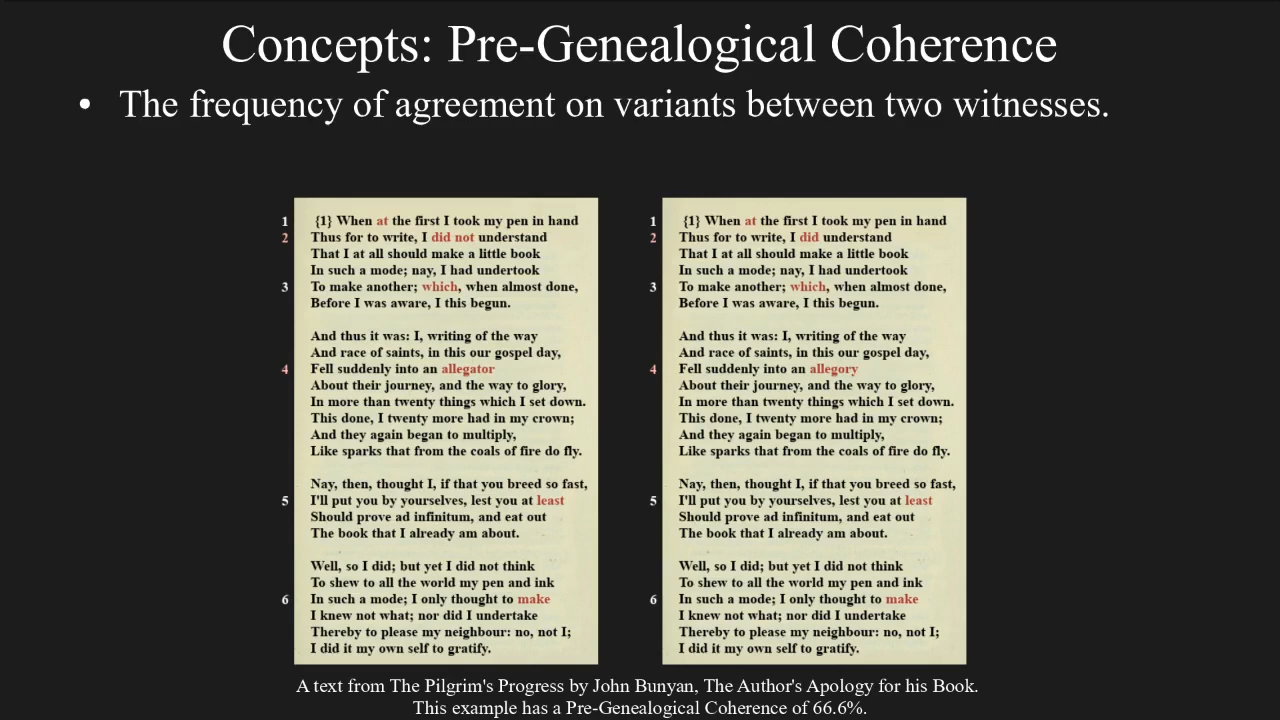 Concepts: Pre-Genealogical Coherence
• The frequency of agreement on variants between two witnesses.
1 {1} When at the first I took my pen in hand
2 Thus for to write, I did not understand
That I at all should make a little book
In such a mode; nay, I had undertook
3 To make another; which, when almost done,
Before I was aware, I this begun.
And thus it was: I, writing of the way
And race of saints, in this our gospel day,
4 Fell suddenly into an allegator
About their journey, and the way to glory,
In more than twenty things which I set down.
This done, I twenty more had in my crown;
And they again began to multiply,
Like sparks that from the coals of fire do fly.
Nay, then, thought I, if that you breed so fast,
5 I'll put you by yourselves, lest you at least
Should prove ad infinitum, and eat out
The book that I already am about.
Well, so I did; but yet I did not think
To shew to all the world my pen and ink
6 In such a mode; I only thought to make
I knew not what; nor did I undertake
Thereby to please my neighbour: no, not I;
I did it my own self to gratify.
1 {1} When at the first I took my pen in hand
2 Thus for to write, I did understand
That I at all should make a little book
In such a mode; nay, I had undertook
3 To make another; which, when almost done,
Before I was aware, I this begun.
And thus it was: I, writing of the way
And race of saints, in this our gospel day,
4 Fell suddenly into an allegory
About their journey, and the way to glory,
In more than twenty things which I set down.
This done, I twenty more had in my crown;
And they again began to multiply,
Like sparks that from the coals of fire do fly.
Nay, then, thought I, if that you breed so fast,
5 I'll put you by yourselves, lest you at least
Should prove ad infinitum, and eat out
The book that I already am about.
Well, so I did; but yet I did not think
To shew to all the world my pen and ink
6 In such a mode; I only thought to make
I knew not what; nor did I undertake
Thereby to please my neighbour: no, not I;
I did it my own self to gratify.
A text from The Pilgrim's Progress by John Bunyan, The Author's Apology for his Book.
This example has a Pre-Genealogical Coherence of 66.6%.